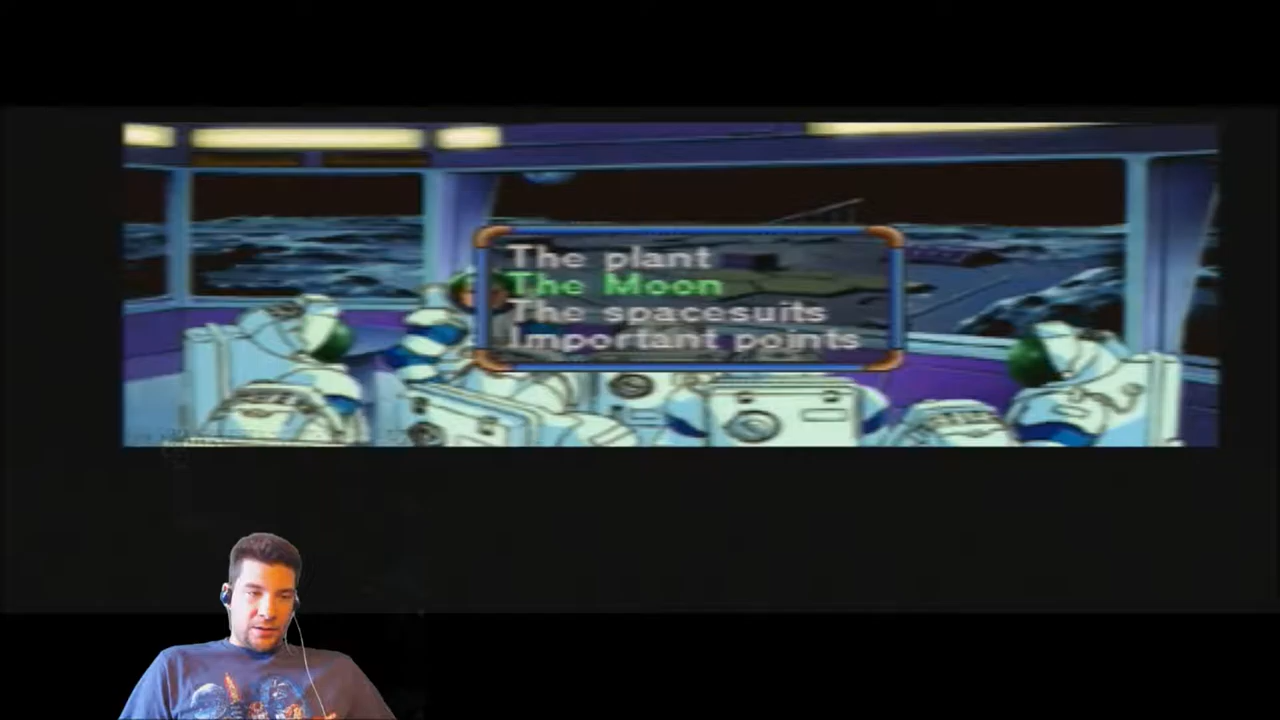 The plant
The Moon
The spacesuits
Important points